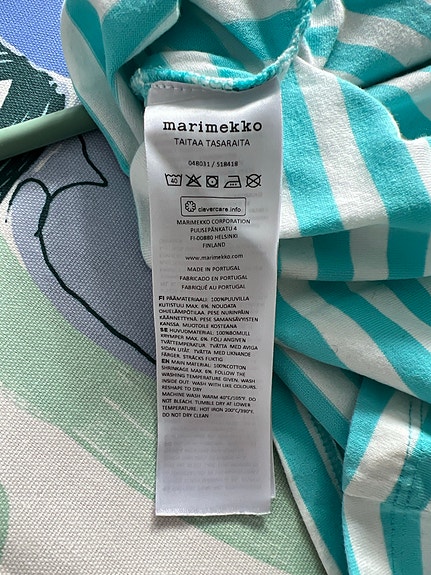 marimekko
TAITAA TASARAITA
048031 / 518418
40
clevercare.info
MARIMEKKO CORPORATION
PUUSEPÄNKATU 4
FI-00880 HELSINKI
FINLAND
www.marimekko.com
MADE IN PORTUGAL
FABRICADO EN PORTUGAL
FABRIQUÉ AU PORTUGAL
FI PÄÄMATERIAALI: 100%PUUVILLA
KUTISTUU MAX. 6%. NOUDATA
OHJELÄMPÖTILAA. PESE NURINPÄIN
KÄÄNNETTYNÄ. PESE SAMANSÄVYISTEN
KANSSA. MUOTOILE KOSTEANA
SE HUVUDMATERIAL: 100%BOMULL
KRYMPER MAX. 6%. FÖLJ ANGIVEN
TVÄTTEMPERATUR. TVÄTTA MED AVIGA
SIDAN UTÅT. TVÄTTA MED LIKNANDE
FÄRGER. STRÄCKS FUKTIG
EN MAIN MATERIAL: 100%COTTON
SHRINKAGE MAX. 6%. FOLLOW THE
WASHING TEMPERATURE GIVEN. WASH
INSIDE OUT. WASH WITH LIKE COLOURS.
RESHAPE TO DRY
MACHINE WASH WARM 40°C/105°F. DO
NOT BLEACH. TUMBLE DRY AT LOWER
TEMPERATURE. HOT IRON 200°C/390°F.
DO NOT DRY CLEAN